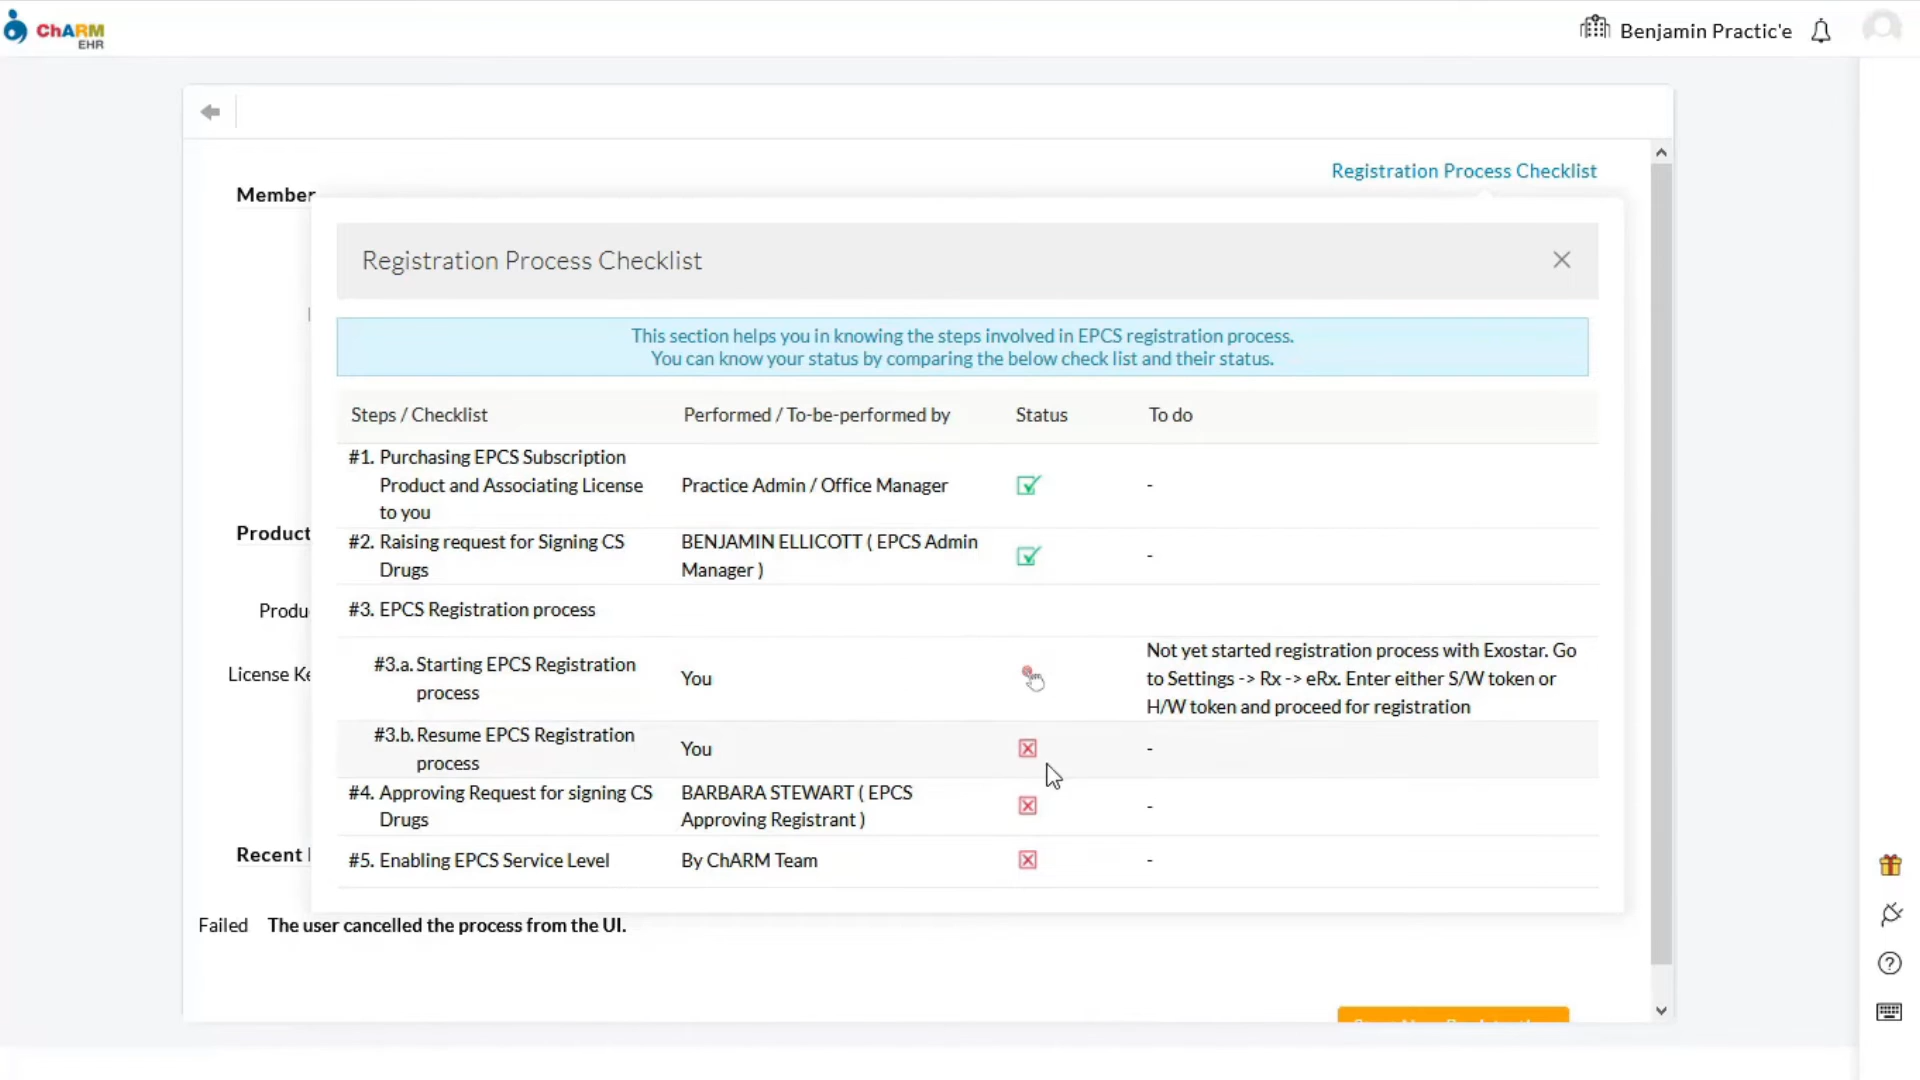 ChARM
EHR
Benjamin Practic'e
Registration Process Checklist
Member
Registration Process Checklist
This section helps you in knowing the steps involved in EPCS registration process.
You can know your status by comparing the below check list and their status.
Steps / Checklist
Performed / To-be-performed by
Status
To do
#1. Purchasing EPCS Subscription
Product and Associating License
to you
Practice Admin / Office Manager
-
#2. Raising request for Signing CS
Drugs
BENJAMIN ELLICOTT ( EPCS Admin
Manager )
-
#3. EPCS Registration process
#3.a. Starting EPCS Registration
process
You
Not yet started registration process with Exostar. Go
to Settings -> Rx -> eRx. Enter either S/W token or
H/W token and proceed for registration
#3.b. Resume EPCS Registration
process
You
-
#4. Approving Request for signing CS
Drugs
BARBARA STEWART ( EPCS
Approving Registrant )
-
#5. Enabling EPCS Service Level
By ChARM Team
-
Product
Produ
License Ke
Recent
Failed The user cancelled the process from the UI.